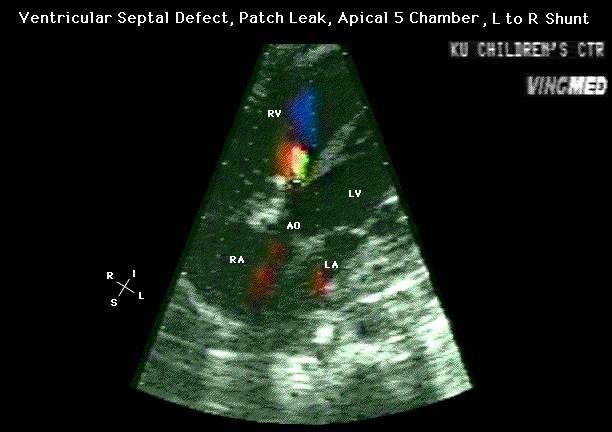 Ventricular Septal Defect, Patch Leak, Apical 5 Chamber, L to R Shunt
KU CHILDREN'S CTR
VINGMED
RV
LV
AO
RA
LA
R I
S L